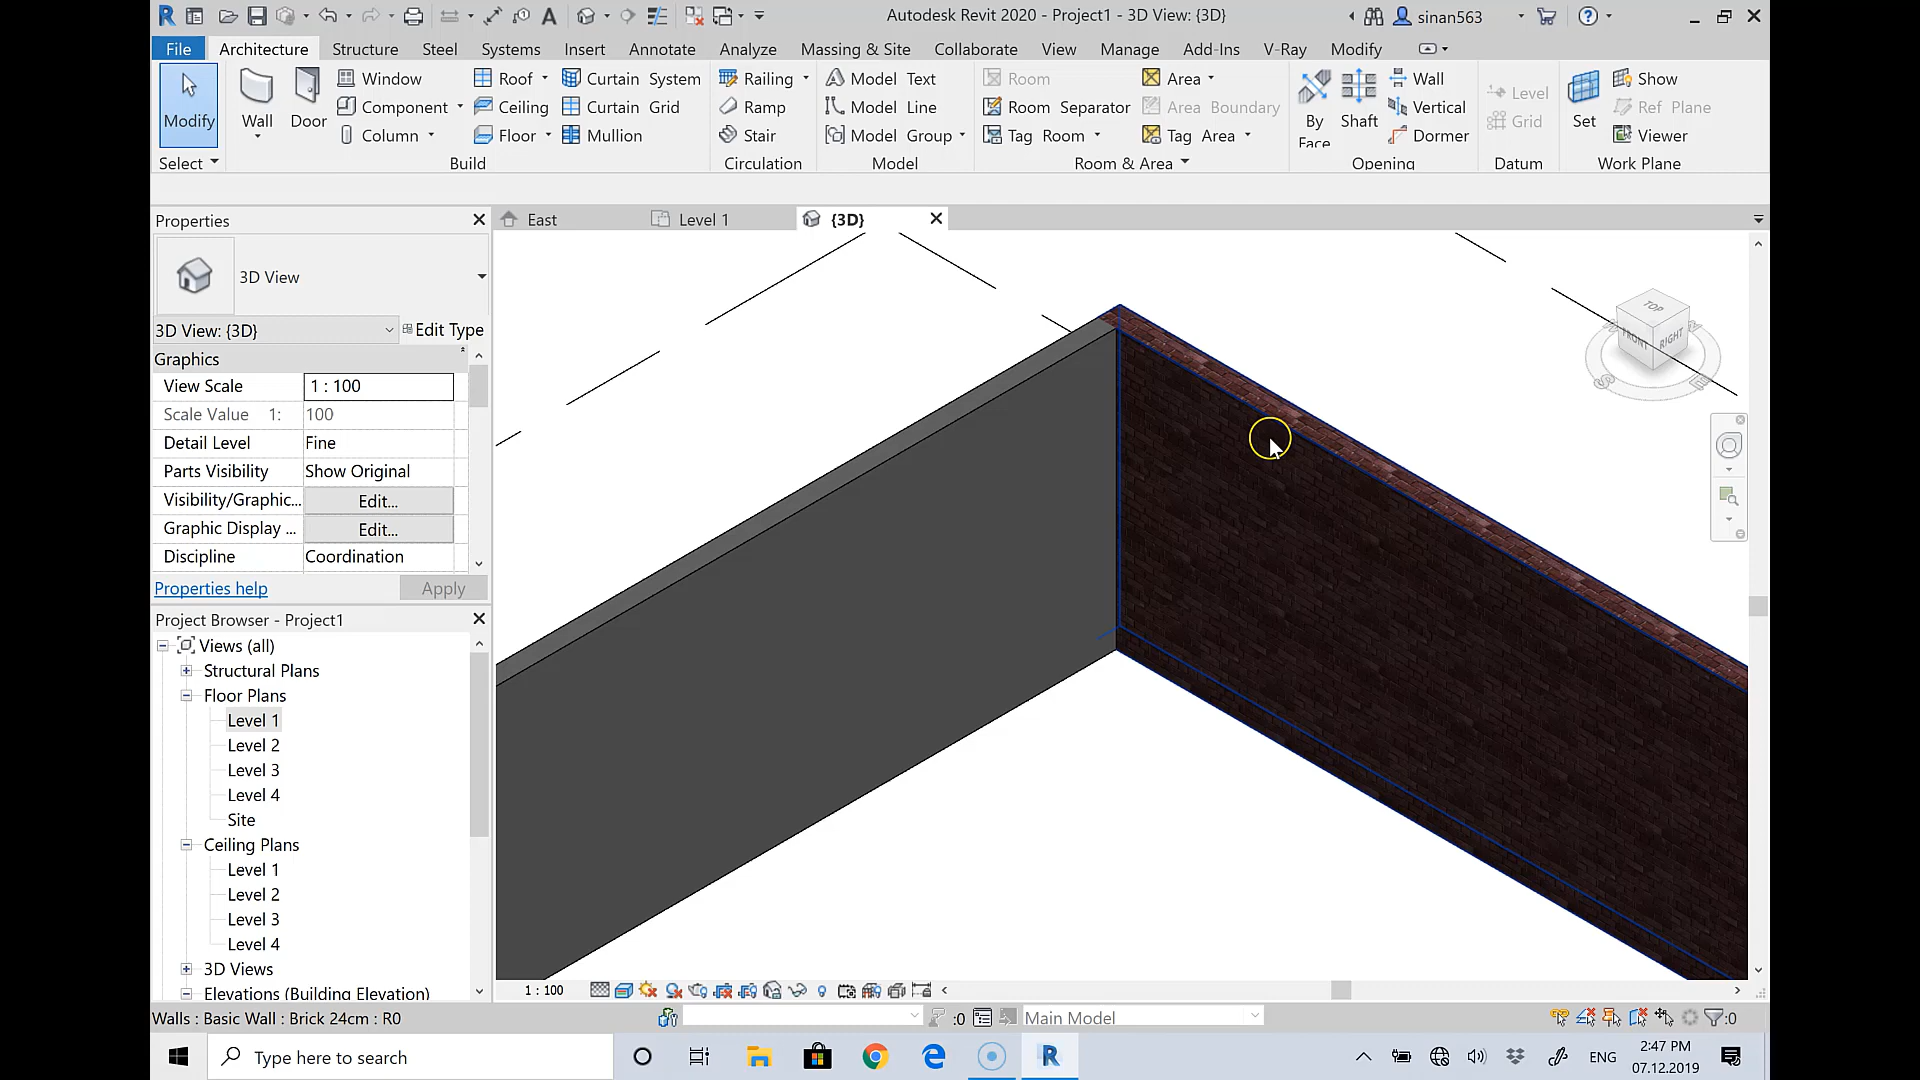 Autodesk Revit 2020 - Project1 - 3D View: {3D}
sinan563
File Architecture Structure Steel Systems Insert Annotate Analyze Massing & Site Collaborate View Manage Add-Ins V-Ray Modify
Modify
Select
Wall
Door
Window
Component
Column
Roof
Ceiling
Floor
Curtain System
Curtain Grid
Mullion
Build
Railing
Ramp
Stair
Circulation
Model Text
Model Line
Model Group
Model
Room
Room Separator
Tag Room
Area
Area Boundary
Tag Area
Room & Area
By
Face
Shaft
Wall
Vertical
Dormer
Opening
Level
Grid
Datum
Set
Show
Ref Plane
Viewer
Work Plane
Properties
East
Level 1
{3D}
3D View
3D View: {3D}
Edit Type
Graphics
View Scale 1 : 100
Scale Value 1: 100
Detail Level Fine
Parts Visibility Show Original
Visibility/Graphic... Edit...
Graphic Display ... Edit...
Discipline Coordination
Properties help
Apply
TOP
FRONT
RIGHT
S
E
Project Browser - Project1
Views (all)
Structural Plans
Floor Plans
Level 1
Level 2
Level 3
Level 4
Site
Ceiling Plans
Level 1
Level 2
Level 3
Level 4
3D Views
Elevations (Building Elevation)
1 : 100
Walls : Basic Wall : Brick 24cm : R0
:0
Main Model
:0
Type here to search
ENG
2:47 PM
07.12.2019